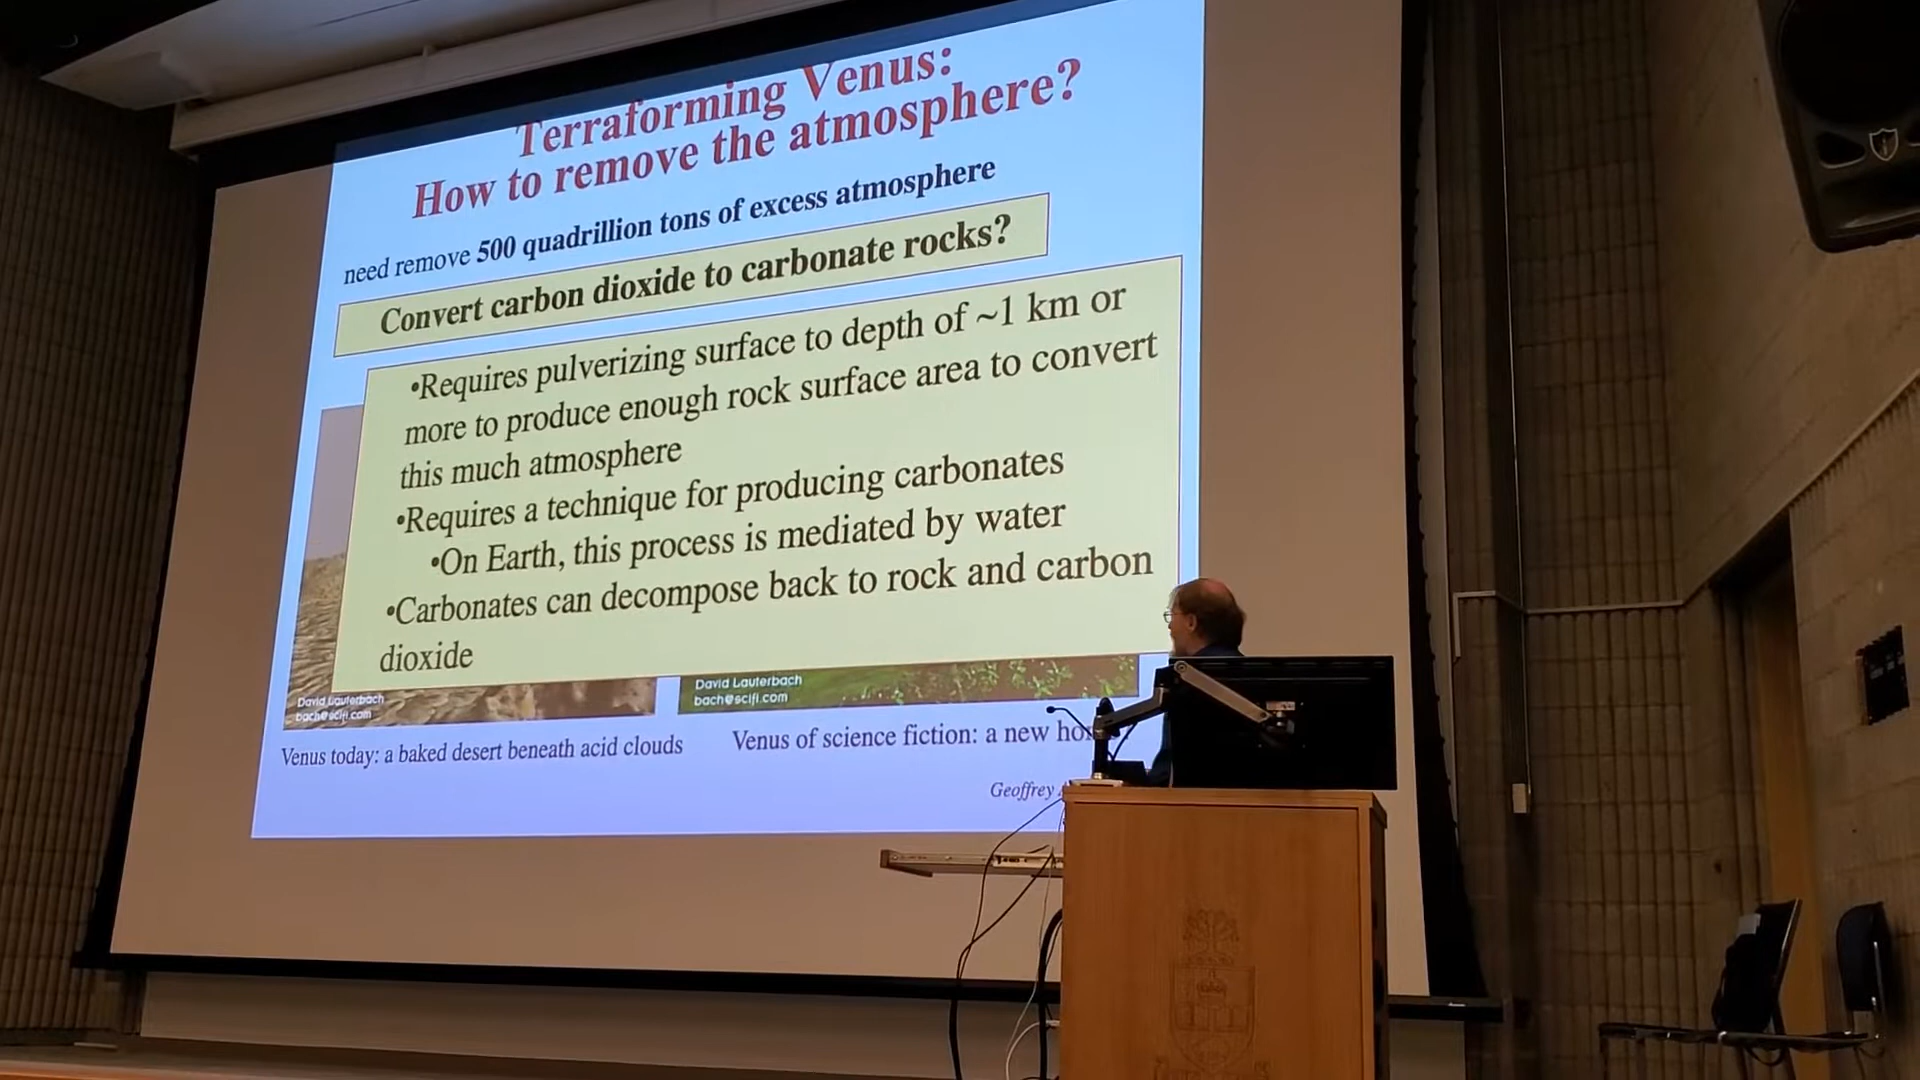 Terraforming Venus:
How to remove the atmosphere?
need remove 500 quadrillion tons of excess atmosphere
Convert carbon dioxide to carbonate rocks?
•Requires pulverizing surface to depth of ~1 km or
more to produce enough rock surface area to convert
this much atmosphere
•Requires a technique for producing carbonates
•On Earth, this process is mediated by water
•Carbonates can decompose back to rock and carbon
dioxide
David Lauterbach
bach@scifi.com
David Lauterbach
bach@scifi.com
Venus today: a baked desert beneath acid clouds
Venus of science fiction: a new
Geoffrey